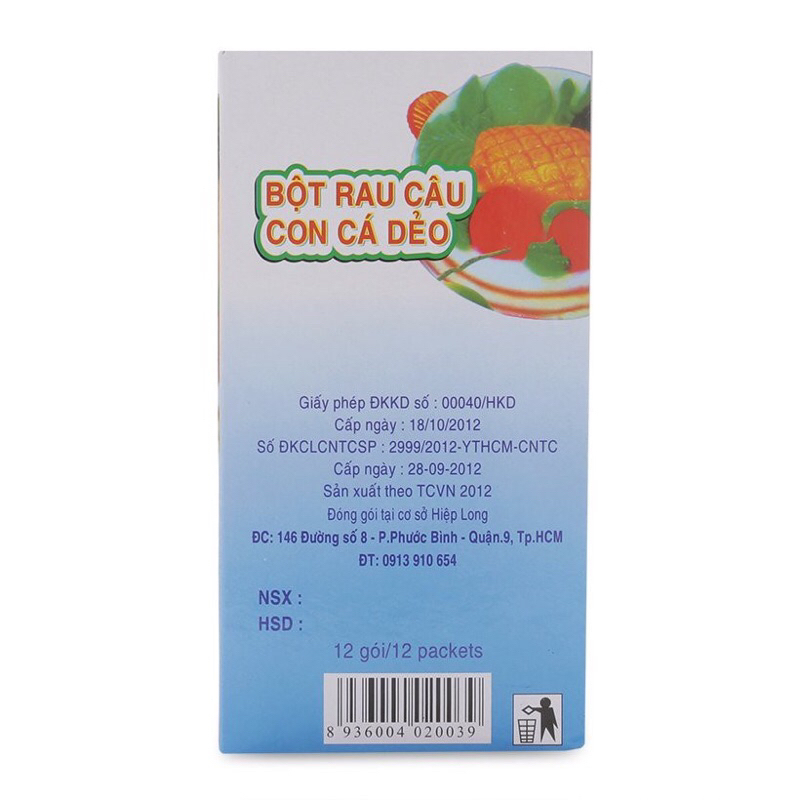 BỘT RAU CÂU
CON CÁ DẺO
Giấy phép ĐKKD số : 00040/HKD
Cấp ngày : 18/10/2012
Số ĐKCLCNTCSP : 2999/2012-YTHCM-CNTC
Cấp ngày : 28-09-2012
Sản xuất theo TCVN 2012
Đóng gói tại cơ sở Hiệp Long
ĐC: 146 Đường số 8 - P.Phước Bình - Quận.9, Tp.HCM
ĐT: 0913 910 654
NSX :
HSD :
12 gói/12 packets
8 936004 020039